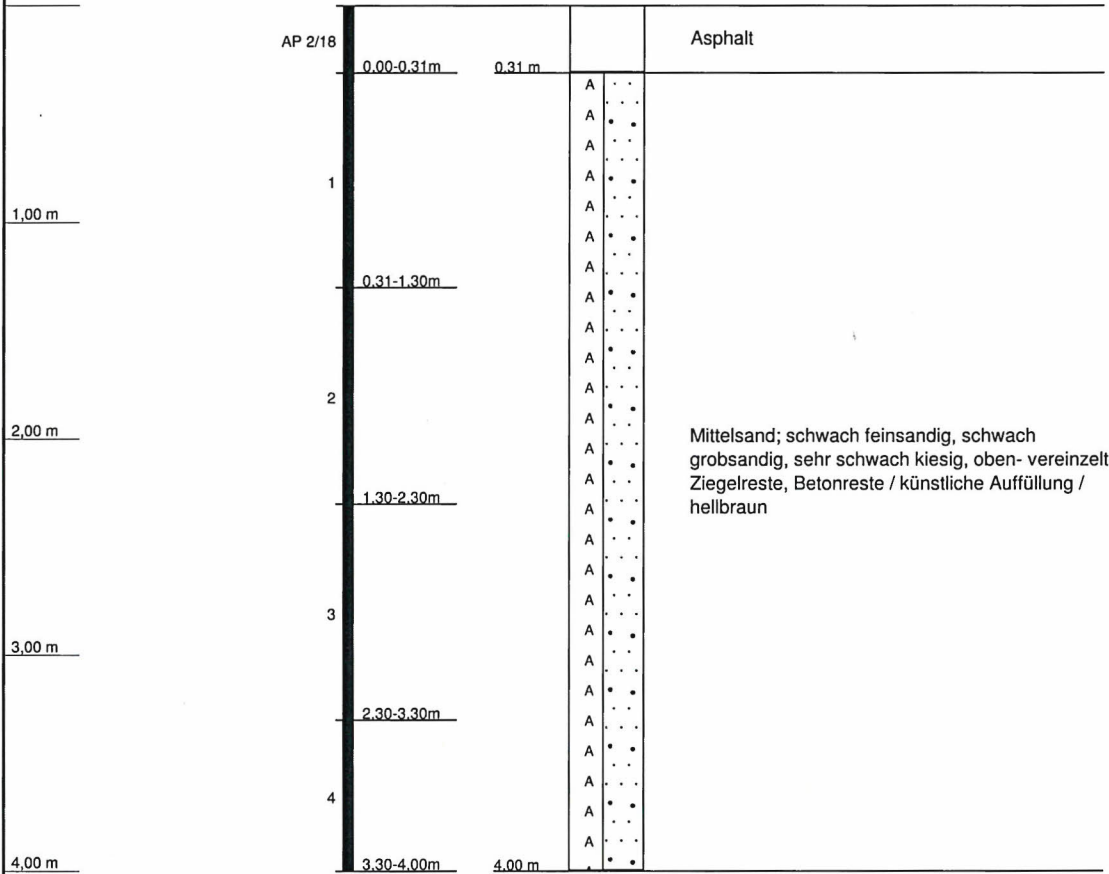 AP 2/18
Asphalt
0.00-0.31m
0.31 m
A
A
A
A
1
A
1,00 m
A
A
0.31-1.30m
A
A
A
A
2
A
2,00 m
A
Mittelsand; schwach feinsandig, schwach
grobsandig, sehr schwach kiesig, oben- vereinzelt
Ziegelreste, Betonreste / künstliche Auffüllung /
hellbraun
A
1.30-2.30m
A
A
A
A
3
A
3,00 m
A
A
2.30-3.30m
A
A
A
4
A
A
4,00 m
3.30-4.00m
4.00 m